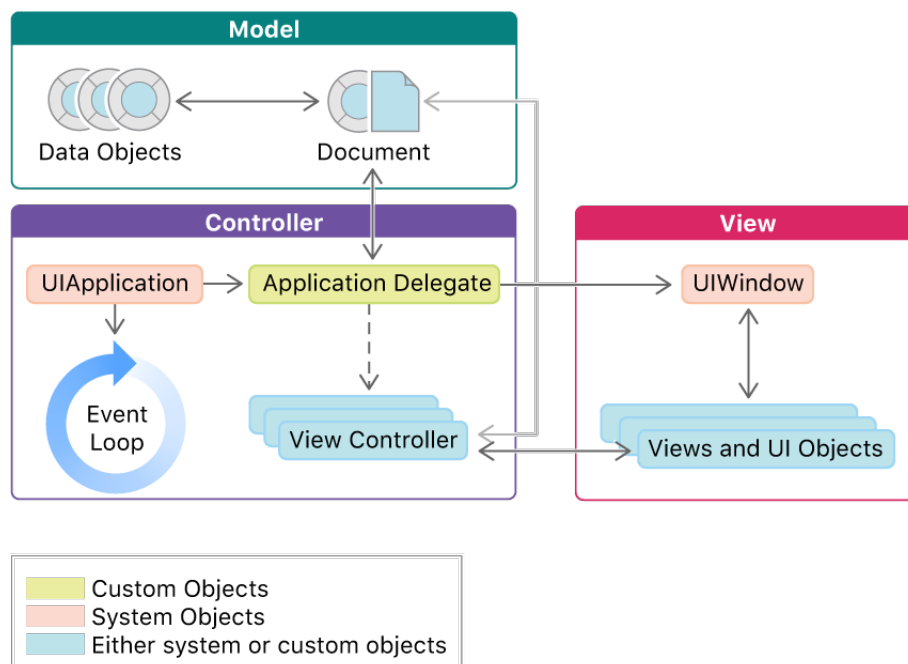 Model
Data Objects
Document
Controller
View
UIApplication
Application Delegate
UIWindow
Event
Loop
View Controller
Views and UI Objects
Custom Objects
System Objects
Either system or custom objects